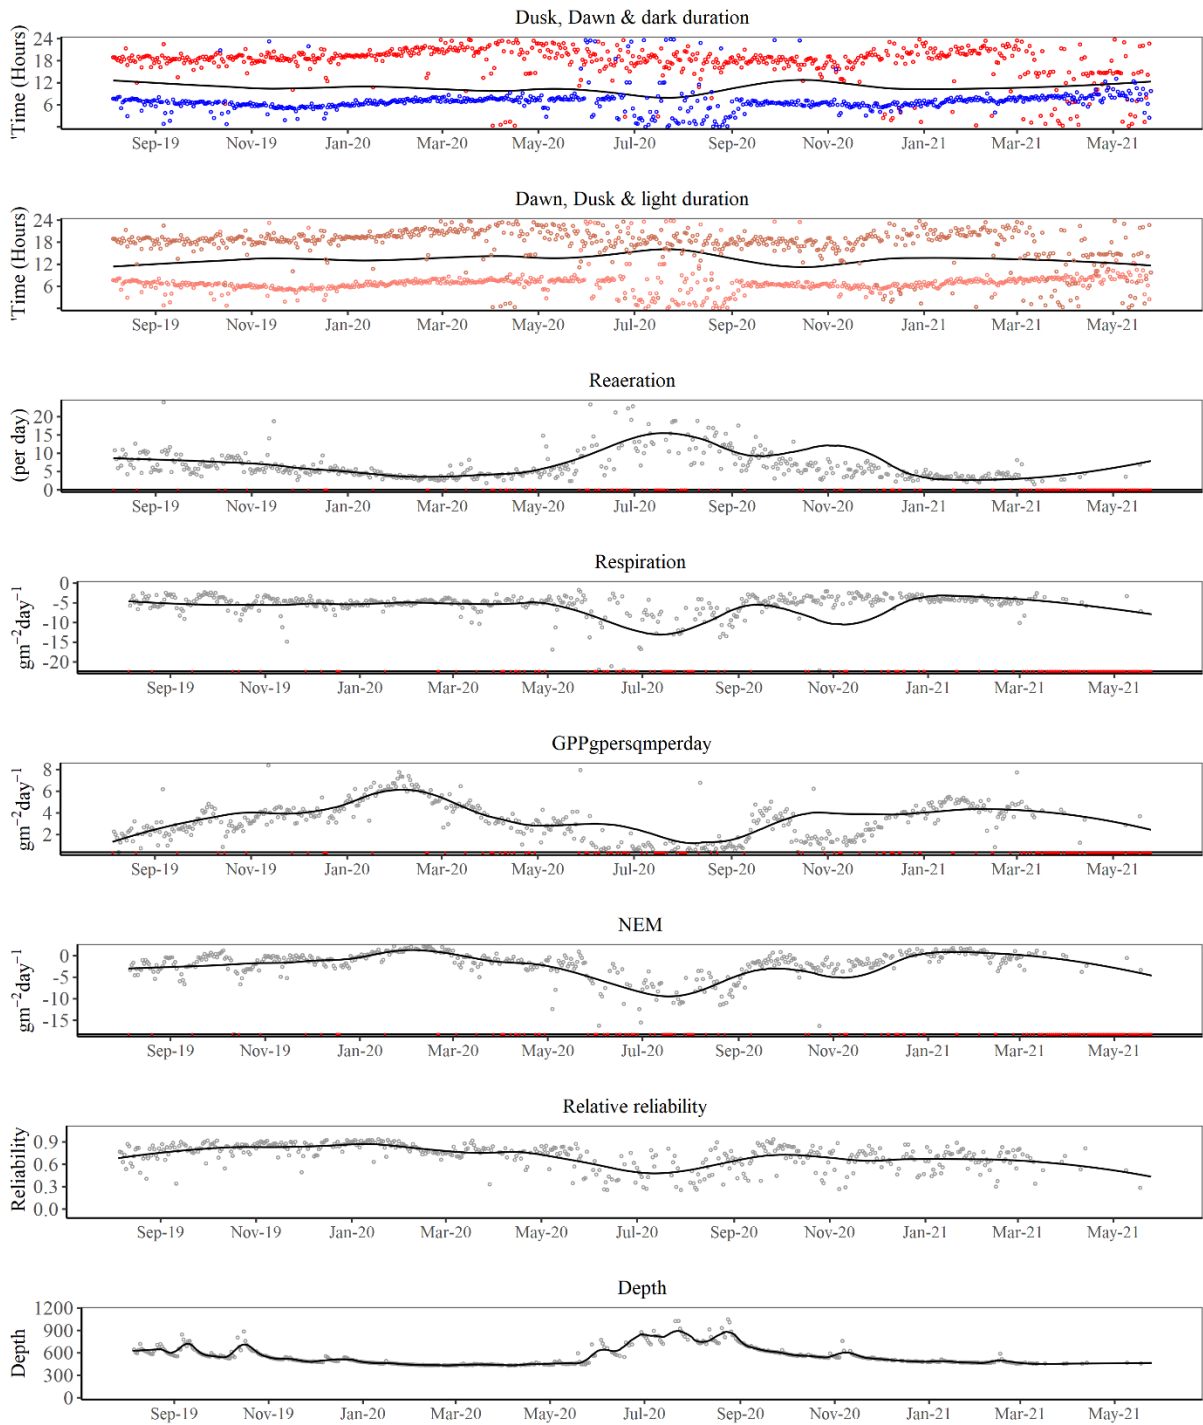 Dusk, Dawn & dark duration
'Time (Hours)
24
18
12
6
Sep-19 Nov-19 Jan-20 Mar-20 May-20 Jul-20 Sep-20 Nov-20 Jan-21 Mar-21 May-21
Dawn, Dusk & light duration
'Time (Hours)
24
18
12
6
Sep-19 Nov-19 Jan-20 Mar-20 May-20 Jul-20 Sep-20 Nov-20 Jan-21 Mar-21 May-21
Reaeration
(per day)
20
15
10
5
0
Sep-19 Nov-19 Jan-20 Mar-20 May-20 Jul-20 Sep-20 Nov-20 Jan-21 Mar-21 May-21
Respiration
gm⁻²day⁻¹
0
-5
-10
-15
-20
Sep-19 Nov-19 Jan-20 Mar-20 May-20 Jul-20 Sep-20 Nov-20 Jan-21 Mar-21 May-21
GPPgpersqmperday
gm⁻²day⁻¹
8
6
4
2
Sep-19 Nov-19 Jan-20 Mar-20 May-20 Jul-20 Sep-20 Nov-20 Jan-21 Mar-21 May-21
NEM
gm⁻²day⁻¹
0
-5
-10
-15
Sep-19 Nov-19 Jan-20 Mar-20 May-20 Jul-20 Sep-20 Nov-20 Jan-21 Mar-21 May-21
Relative reliability
Reliability
0.9
0.6
0.3
0.0
Sep-19 Nov-19 Jan-20 Mar-20 May-20 Jul-20 Sep-20 Nov-20 Jan-21 Mar-21 May-21
Depth
Depth
1200
900
600
300
0
Sep-19 Nov-19 Jan-20 Mar-20 May-20 Jul-20 Sep-20 Nov-20 Jan-21 Mar-21 May-21